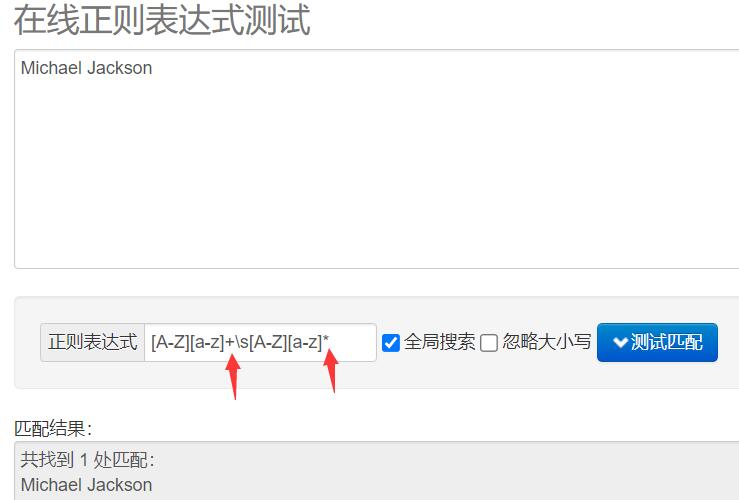 在线正则表达式测试
Michael Jackson
正则表达式 [A-Z][a-z]+\s[A-Z][a-z]* 全局搜索 忽略大小写 测试匹配
匹配结果：
共找到 1 处匹配：
Michael Jackson